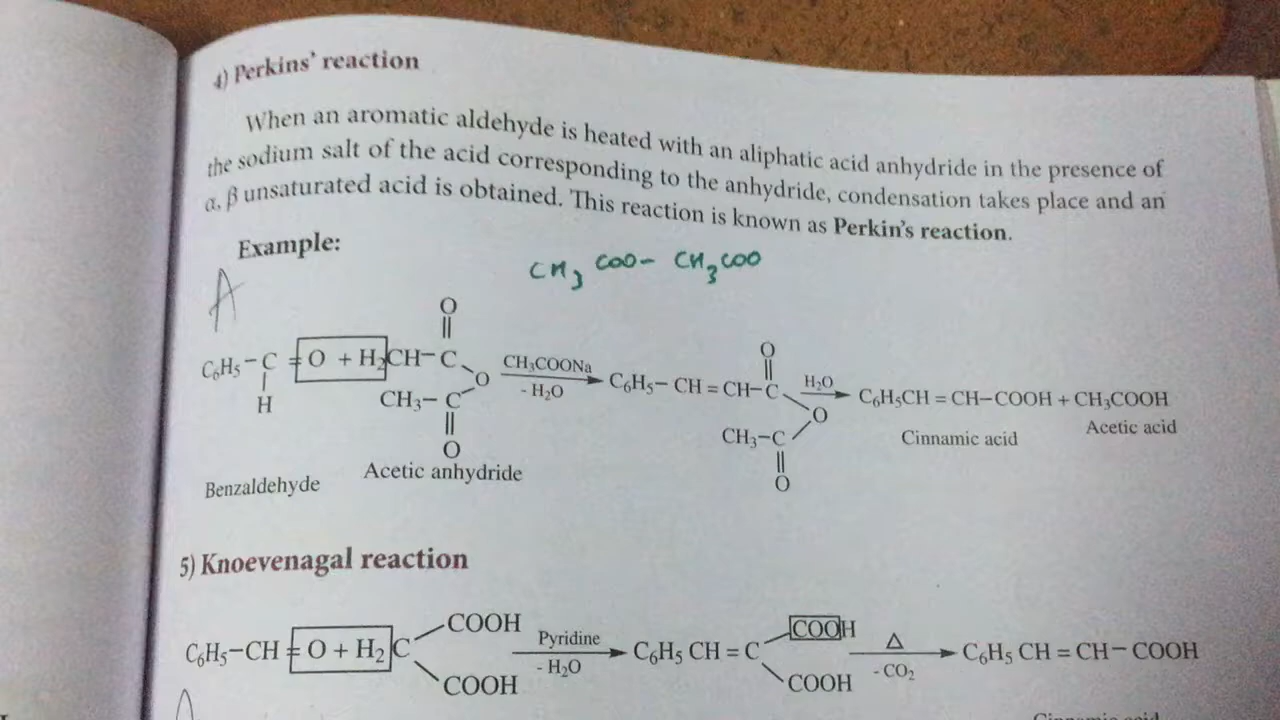 4) Perkins' reaction
When an aromatic aldehyde is heated with an aliphatic acid anhydride in the presence of
the sodium salt of the acid corresponding to the anhydride, condensation takes place and an
α, β unsaturated acid is obtained. This reaction is known as Perkin's reaction.
Example:
CH₃ COO- CH₃COO
A
O O
C₆H₅-C=O + H₂CH-C CH₃COONa C₆H₅-CH=CH-C H₂O C₆H₅CH=CH-COOH + CH₃COOH
O - H₂O O
H CH₃-C CH₃-C Cinnamic acid Acetic acid
O O
Benzaldehyde Acetic anhydride
5) Knoevenagal reaction
COOH COOH
C₆H₅-CH=O + H₂C Pyridine C₆H₅ CH=C Δ C₆H₅ CH=CH-COOH
- H₂O - CO₂
COOH COOH